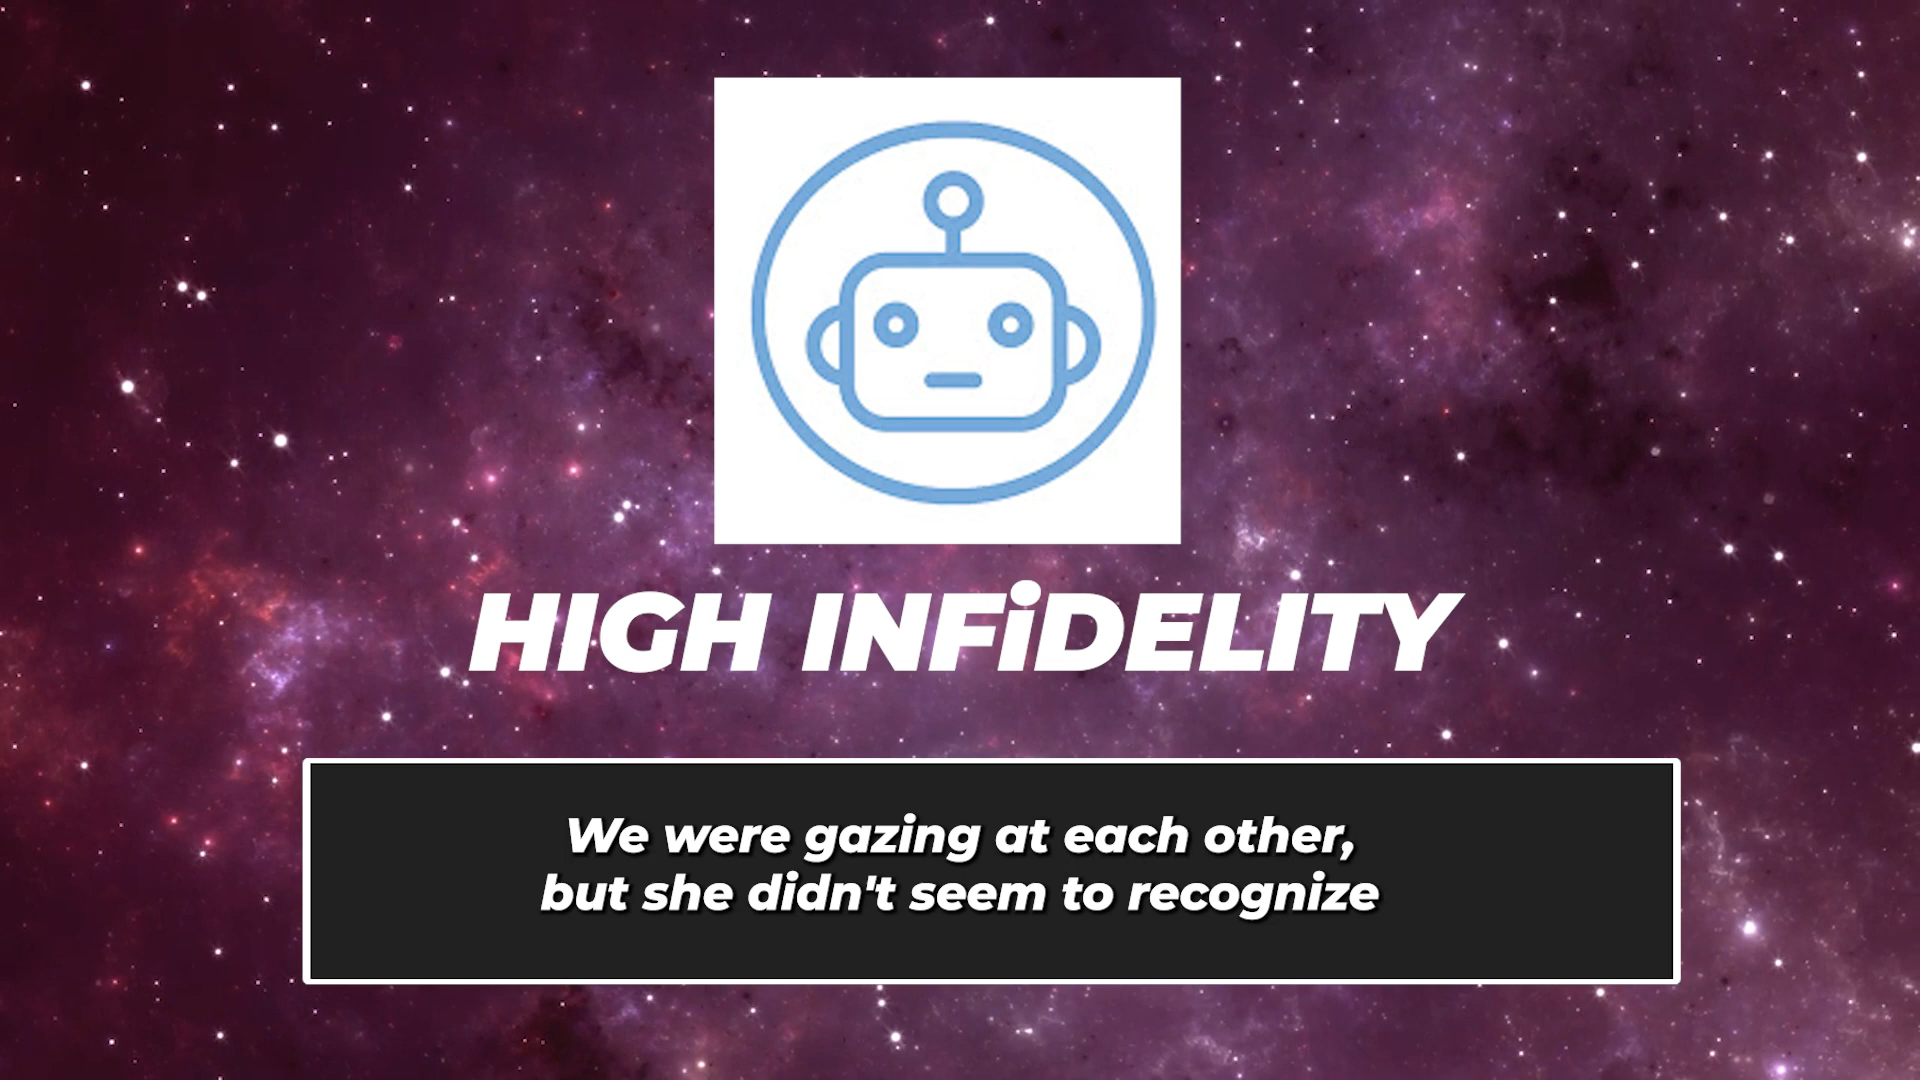 HIGH INFiDELITY
We were gazing at each other,
but she didn't seem to recognize